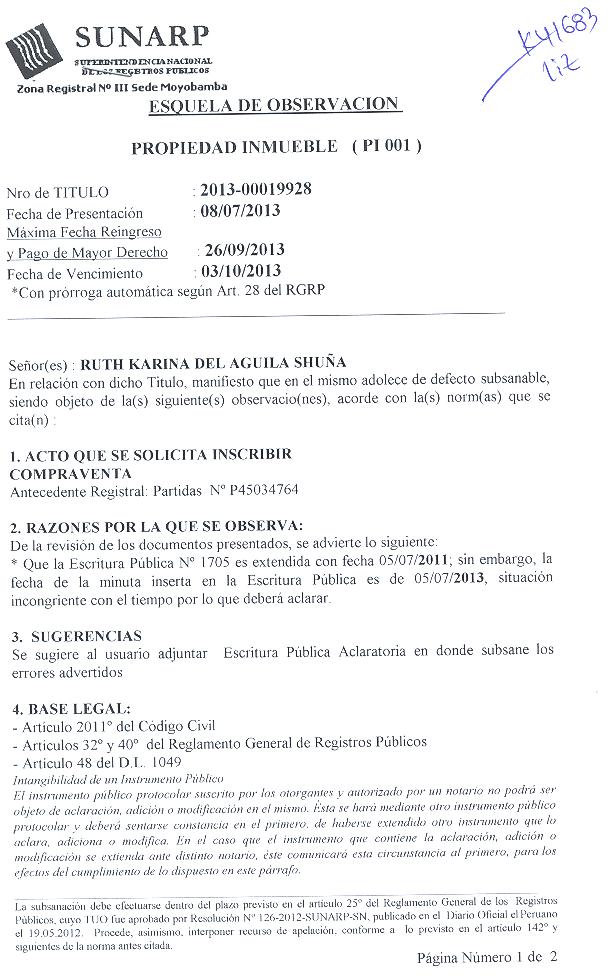 K41683
Liz
SUNARP
SUPERINTENDENCIA NACIONAL
DE LOS REGISTROS PUBLICOS
Zona Registral Nº III Sede Moyobamba
ESQUELA DE OBSERVACION
PROPIEDAD INMUEBLE ( PI 001 )
Nro de TITULO : 2013-00019928
Fecha de Presentación : 08/07/2013
Máxima Fecha Reingreso
y Pago de Mayor Derecho : 26/09/2013
Fecha de Vencimiento : 03/10/2013
*Con prórroga automática según Art. 28 del RGRP
Señor(es) : RUTH KARINA DEL AGUILA SHUÑA
En relación con dicho Titulo, manifiesto que en el mismo adolece de defecto subsanable,
siendo objeto de la(s) siguiente(s) observacio(nes), acorde con la(s) norm(as) que se
cita(n) :
1. ACTO QUE SE SOLICITA INSCRIBIR
COMPRAVENTA
Antecedente Registral: Partidas Nº P45034764
2. RAZONES POR LA QUE SE OBSERVA:
De la revisión de los documentos presentados, se advierte lo siguiente:
* Que la Escritura Pública Nº 1705 es extendida con fecha 05/07/2011; sin embargo, la
fecha de la minuta inserta en la Escritura Pública es de 05/07/2013, situación
incongriente con el tiempo por lo que deberá aclarar.
3. SUGERENCIAS
Se sugiere al usuario adjuntar Escritura Pública Aclaratoria en donde subsane los
errores advertidos
4. BASE LEGAL:
- Artículo 2011º del Código Civil
- Artículos 32º y 40º del Reglamento General de Registros Públicos
- Artículo 48 del D.L. 1049
Intangibilidad de un Instrumento Público
El instrumento público protocolar suscrito por los otorgantes y autorizado por un notario no podrá ser
objeto de aclaración, adición o modificación en el mismo. Ésta se hará mediante otro instrumento público
protocolar y deberá sentarse constancia en el primero, de haberse extendido otro instrumento que lo
aclara, adiciona o modifica. En el caso que el instrumento que contiene la aclaración, adición o
modificación se extienda ante distinto notario, éste comunicará esta circunstancia al primero, para los
efectos del cumplimiento de lo dispuesto en este párrafo.
La subsanación debe efectuarse dentro del plazo previsto en el artículo 25º del Reglamento General de los Registros
Públicos, cuyo TUO fue aprobado por Resolución Nº 126-2012-SUNARP-SN, publicado en el Diario Oficial el Peruano
el 19.05.2012. Procede, asimismo, interponer recurso de apelación, conforme a lo previsto en el artículo 142º y
siguientes de la norma antes citada.
Página Número 1 de 2